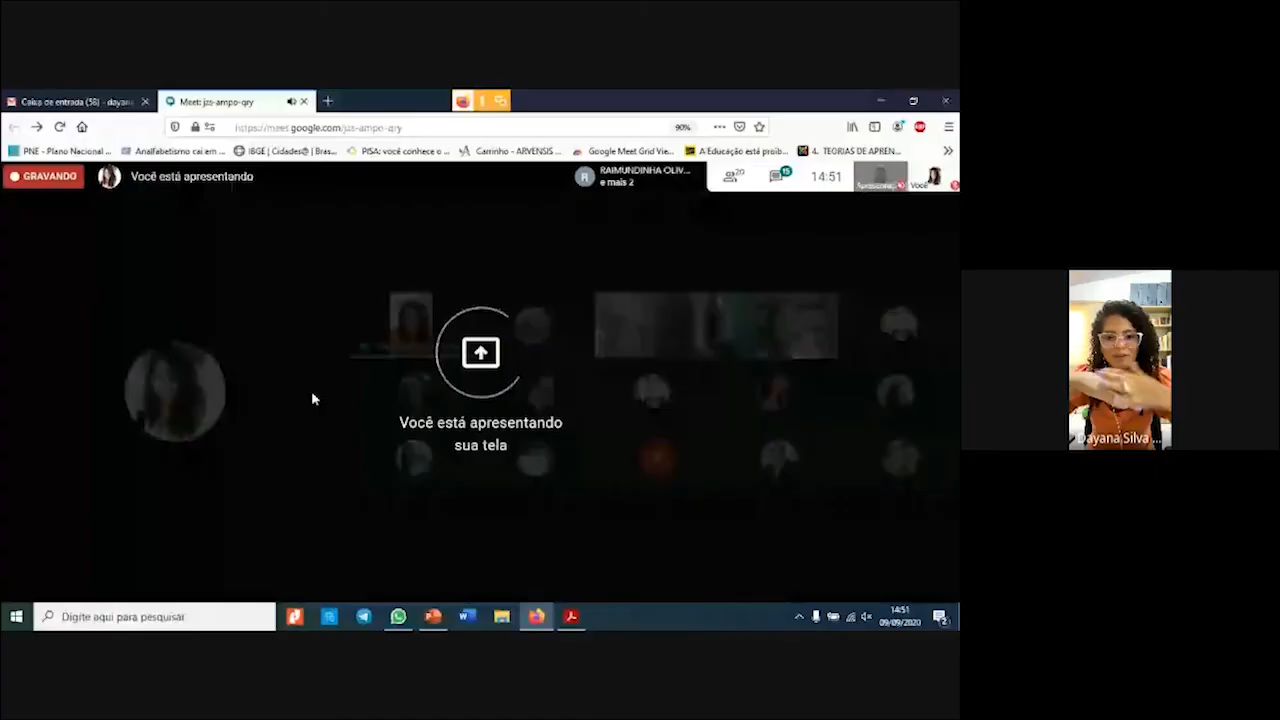 Caixa de entrada (56) - dayana
Meet: jzs-ampo-qry
https://meet.google.com/jzs-ampo-qry
90%
PNE - Plano Nacional ...
Analfabetismo cai em ...
IBGE | Cidades@ | Bras...
PISA: você conhece o ...
Carrinho - ARVENSIS ...
Google Meet Grid Vie...
A Educação está proib...
4. TEORIAS DE APREN...
GRAVANDO
Você está apresentando
RAIMUNDINHA OLIV...
e mais 2
20
15
14:51
Você
Você está apresentando
sua tela
Dayana Silva ...
Digite aqui para pesquisar
14:51
09/09/2020